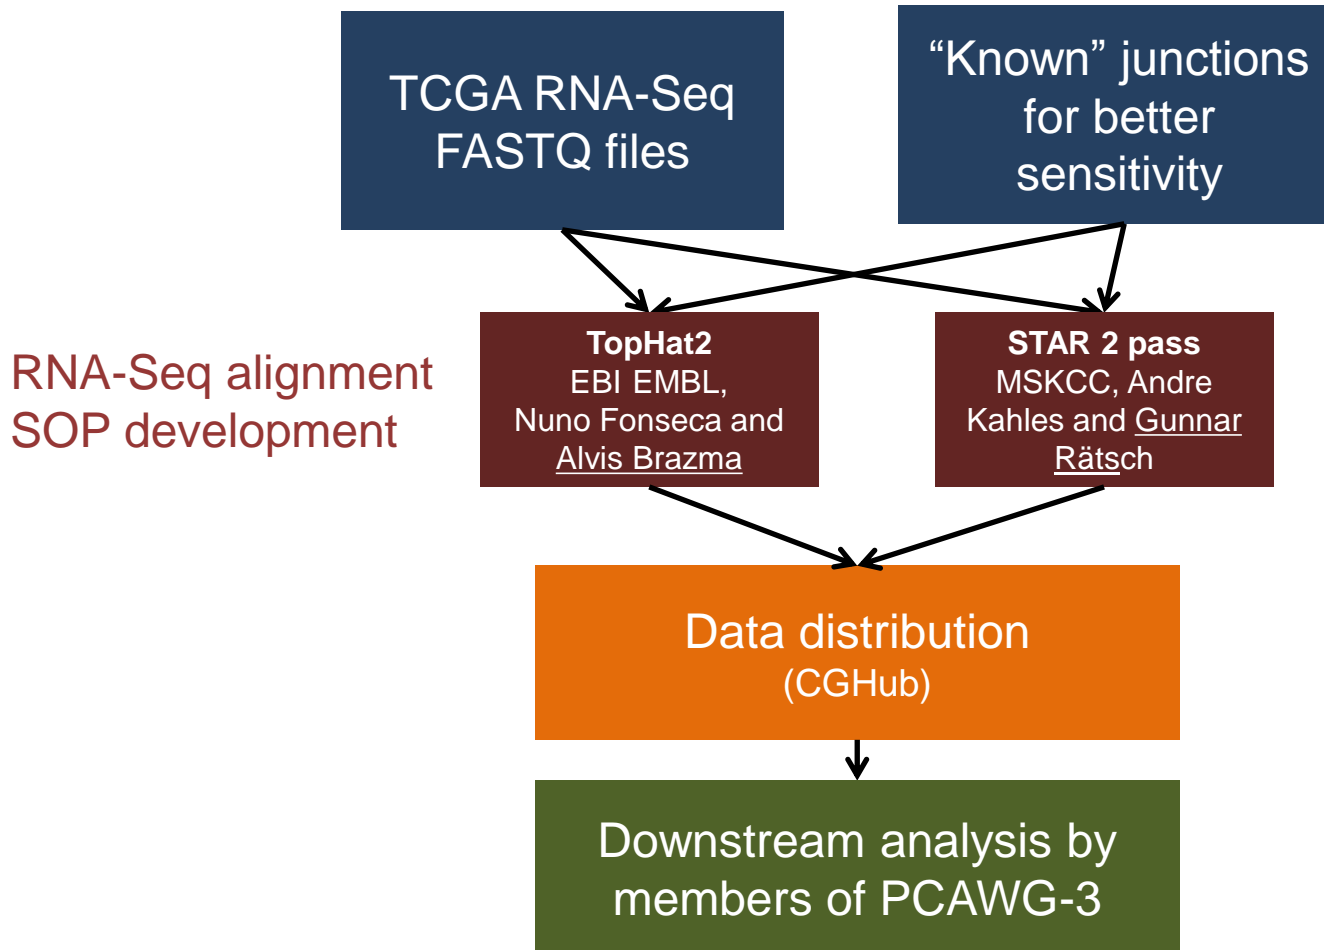 TCGA RNA-Seq
FASTQ files
“Known” junctions
for better
sensitivity
RNA-Seq alignment
SOP development
TopHat2
EBI EMBL,
Nuno Fonseca and
Alvis Brazma
STAR 2 pass
MSKCC, Andre
Kahles and Gunnar
Rätsch
Data distribution
(CGHub)
Downstream analysis by
members of PCAWG-3